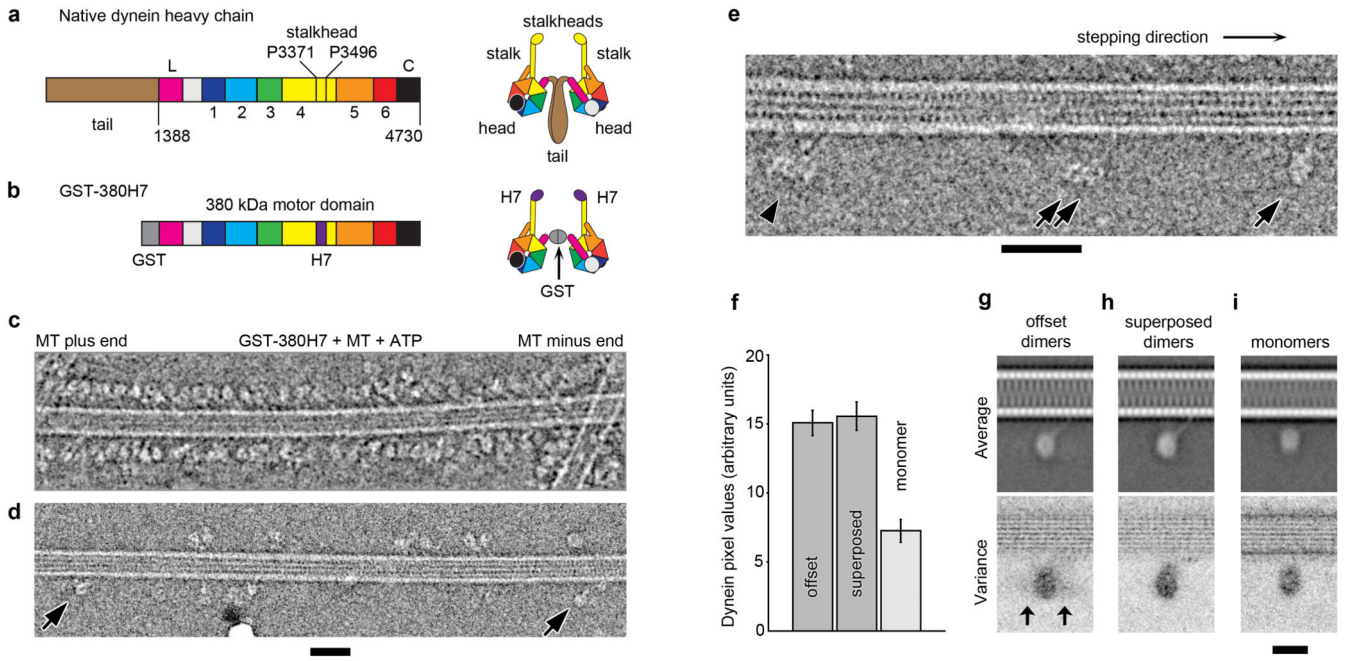 a
Native dynein heavy chain
stalkhead
P3371 P3496
L
C
1 2 3 4 5 6
tail
1388
4730
stalkheads
stalk stalk
head head
tail
b
GST-380H7
380 kDa motor domain
GST
H7
H7 H7
GST
c
MT plus end GST-380H7 + MT + ATP MT minus end
d
e
stepping direction
f
Dynein pixel values (arbitrary units)
20
15
10
5
0
offset
superposed
monomer
g
offset
dimers
h
superposed
dimers
i
monomers
Average
Variance